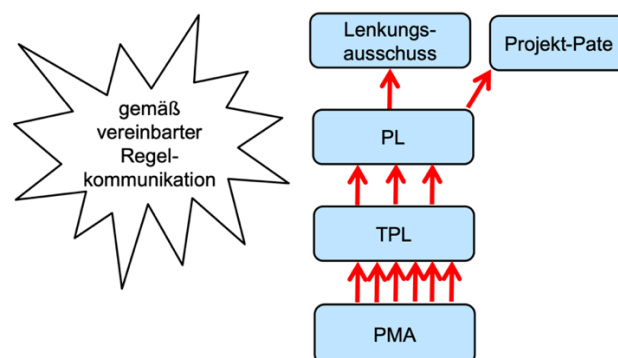 gemäß
vereinbarter
Regel-
kommunikation
Lenkungs-
ausschuss
Projekt-Pate
PL
TPL
PMA